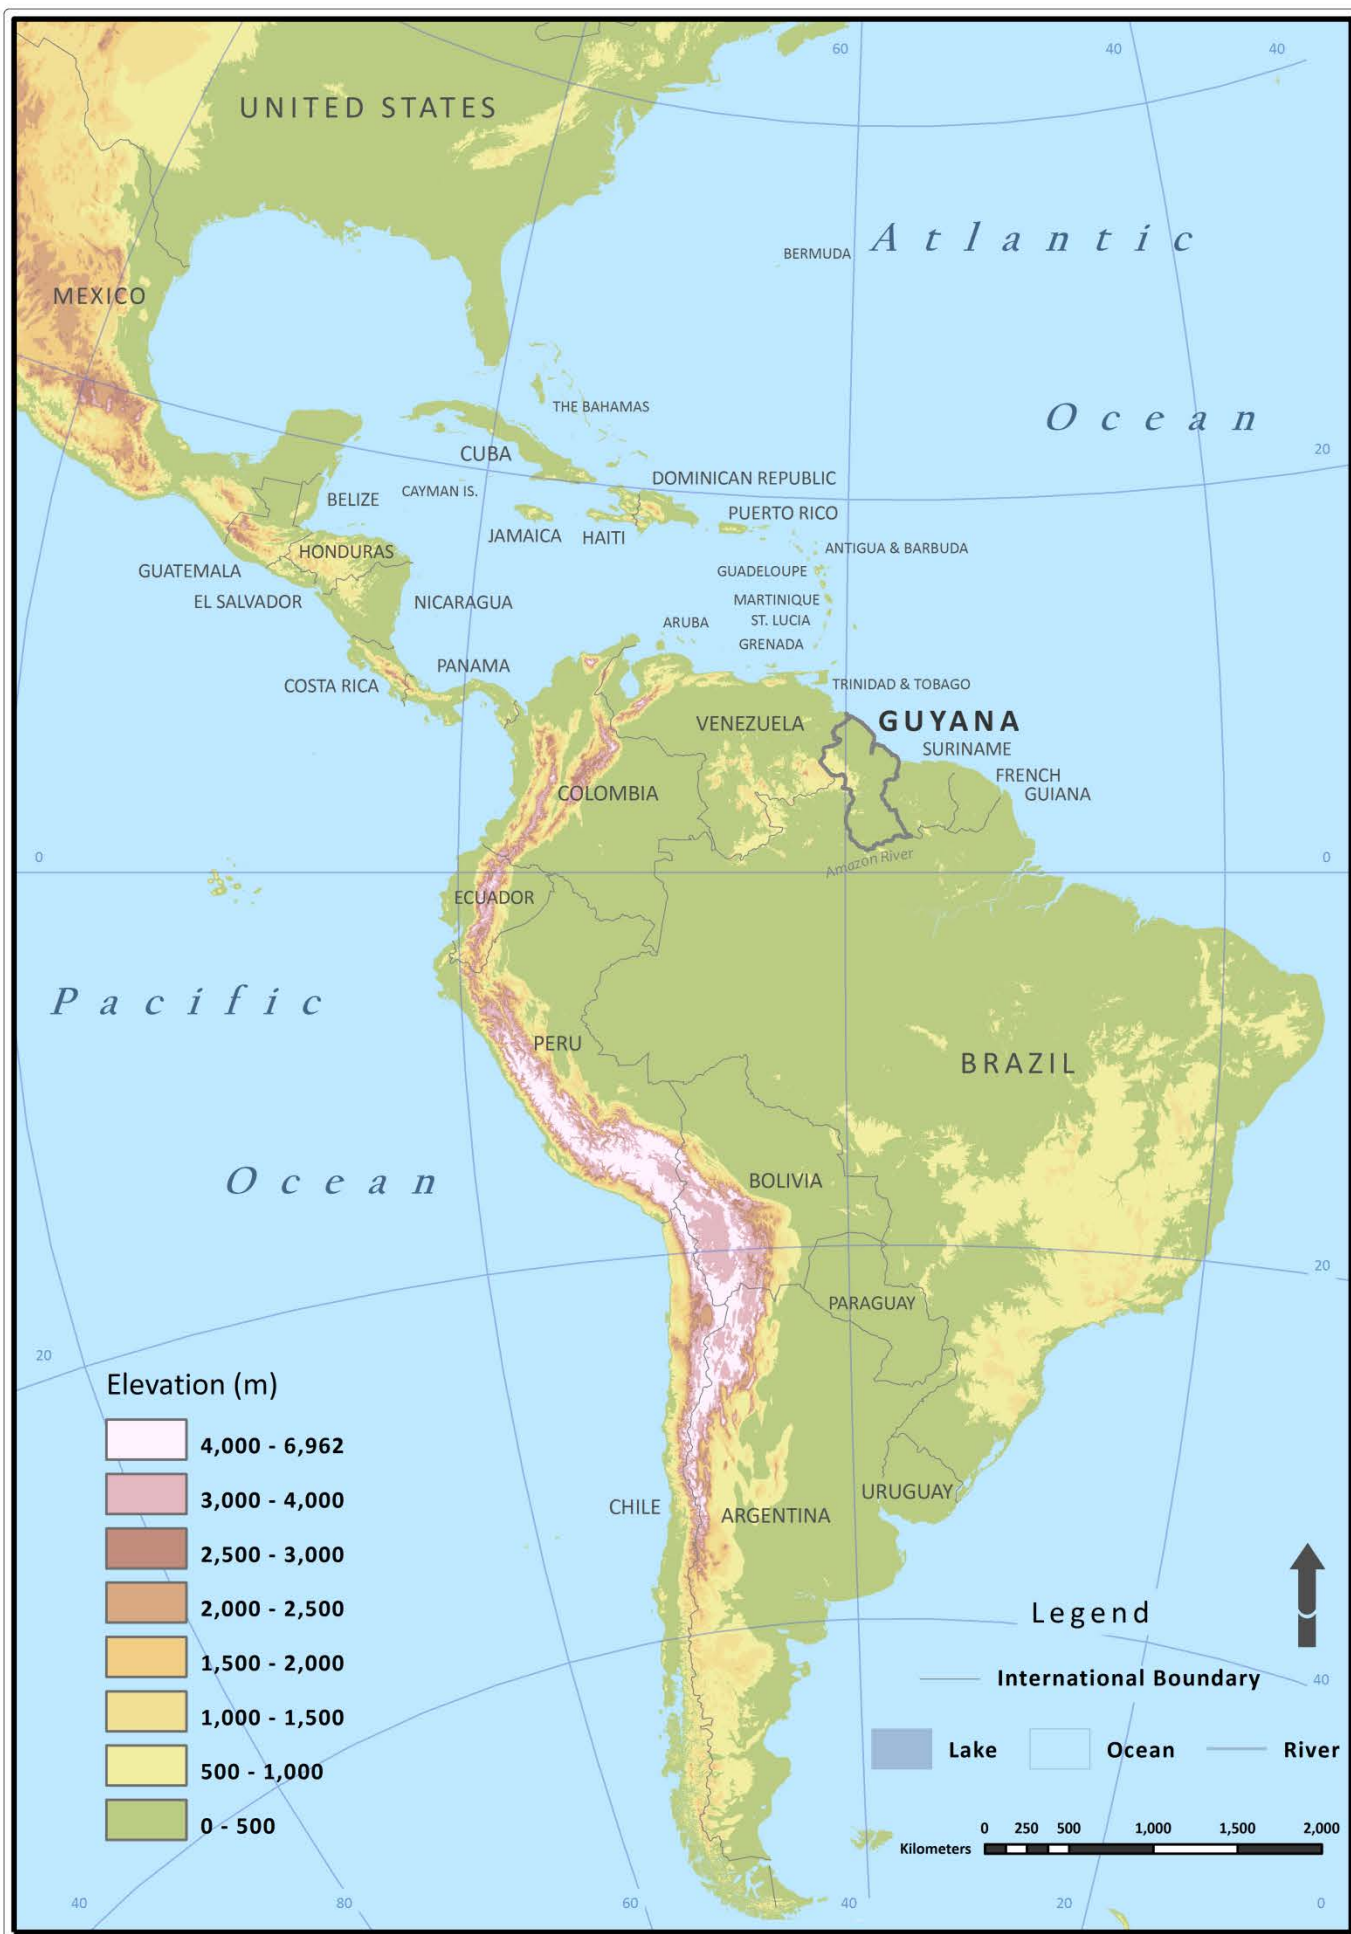 60
40
40
UNITED STATES
Atlantic
BERMUDA
MEXICO
THE BAHAMAS
Ocean
20
CUBA
DOMINICAN REPUBLIC
CAYMAN IS.
BELIZE
PUERTO RICO
JAMAICA
HAITI
HONDURAS
ANTIGUA & BARBUDA
GUATEMALA
GUADELOUPE
EL SALVADOR
NICARAGUA
MARTINIQUE
ST. LUCIA
ARUBA
GRENADA
PANAMA
COSTA RICA
TRINIDAD & TOBAGO
VENEZUELA
GUYANA
SURINAME
FRENCH
GUIANA
COLOMBIA
0
Amazon River
0
ECUADOR
Pacific
PERU
BRAZIL
Ocean
BOLIVIA
20
PARAGUAY
20
Elevation (m)
4,000 - 6,962
3,000 - 4,000
2,500 - 3,000
2,000 - 2,500
1,500 - 2,000
1,000 - 1,500
500 - 1,000
0 - 500
CHILE
ARGENTINA
URUGUAY
Legend
International Boundary
40
Lake
Ocean
River
0 250 500 1,000 1,500 2,000
Kilometers
40
80
60
40
20
0